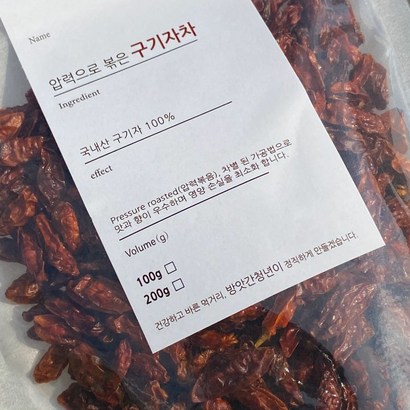 Name
압력으로 볶은 구기자차
Ingredient
국내산 구기자 100%
effect
Pressure roasted(압력볶음), 차별 된 가공법으로
맛과 향이 우수하며 영양 손실을 최소화 합니다.
Volume(g)
100g
200g
건강하고 바른 먹거리, 방앗간청년이 정직하게 만들겠습니다.